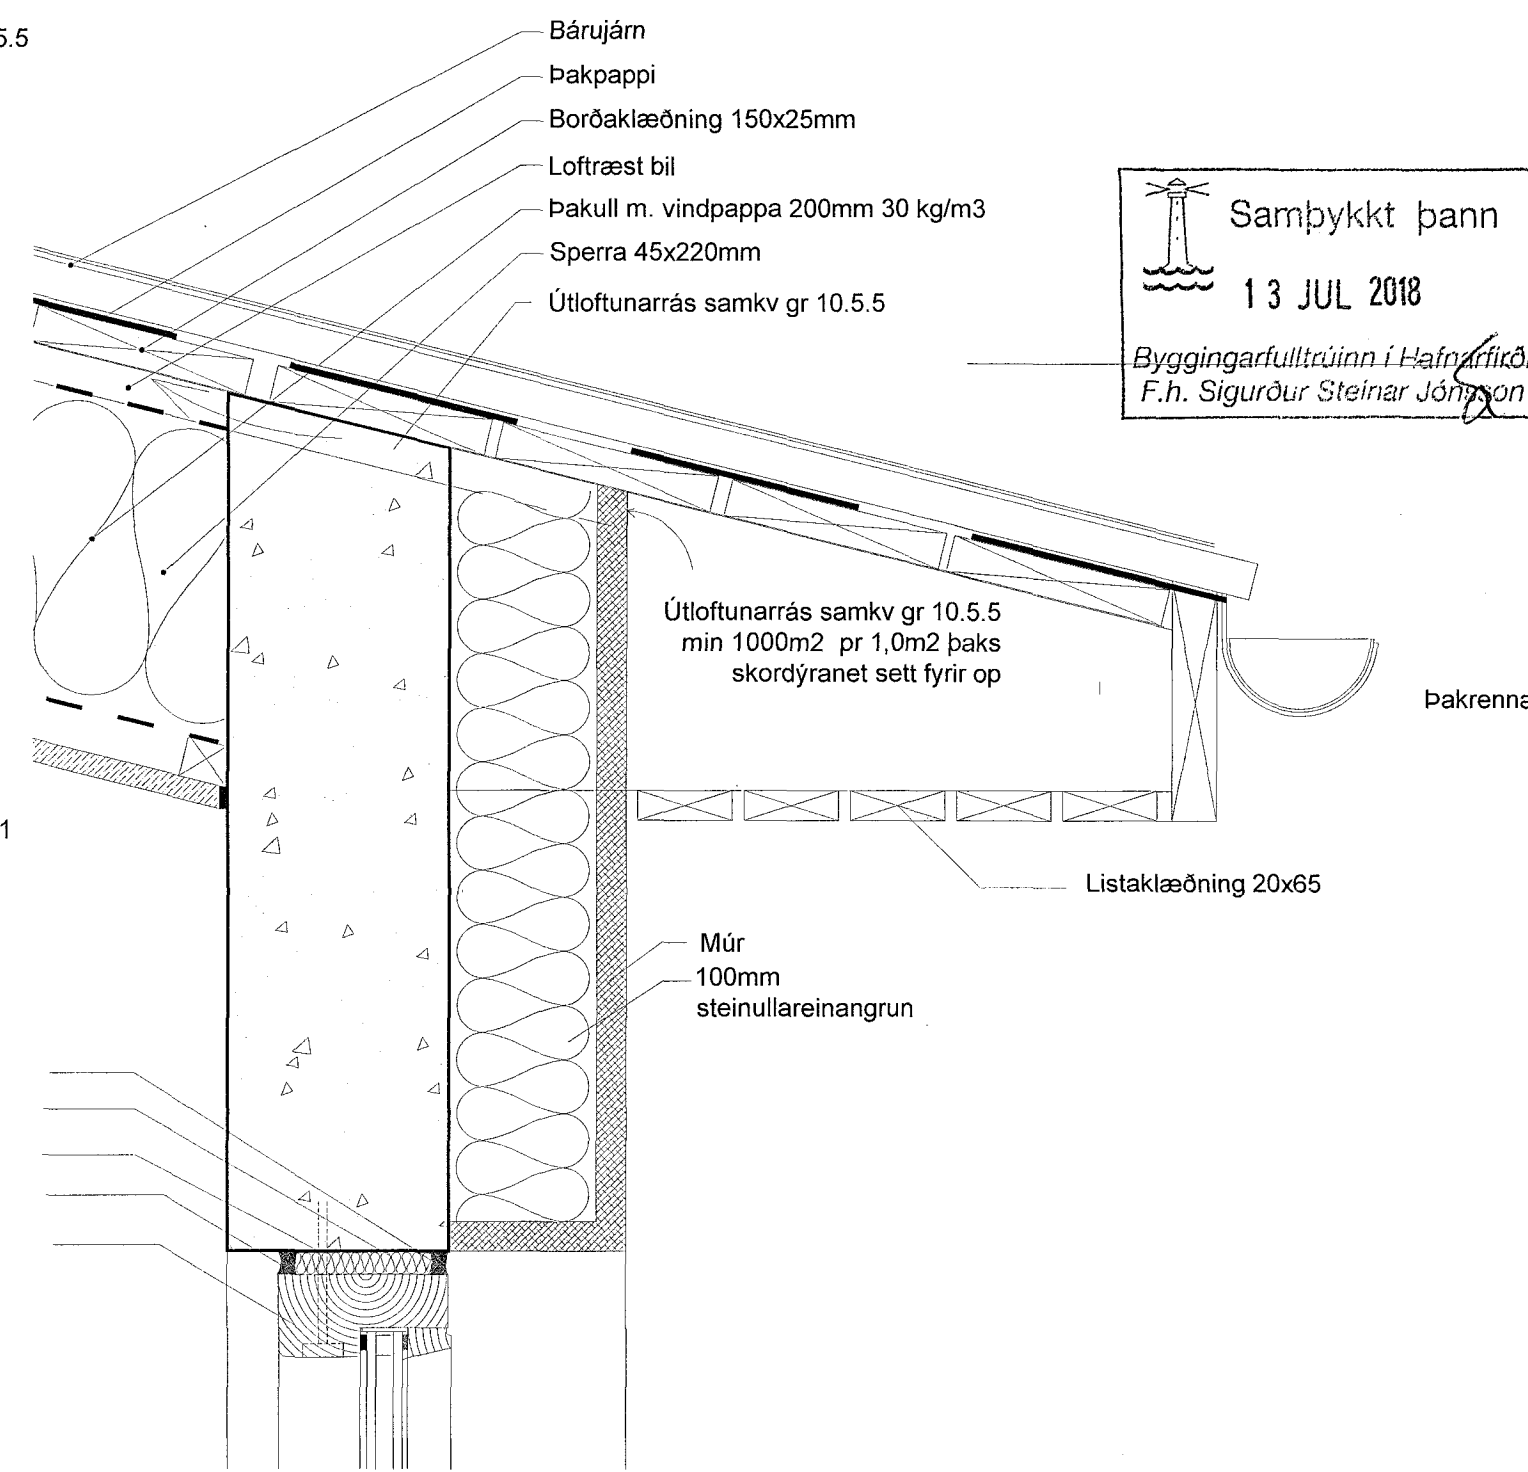 5.5
Bárujárn
Þakpappi
Borðaklæðning 150x25mm
Loftræst bil
Þakull m. vindpappa 200mm 30 kg/m3
Sperra 45x220mm
Útloftunarrás samkv gr 10.5.5
Samþykkt þann
13 JUL 2018
Byggingarfulltrúinn í Hafnarfirði
F.h. Sigurður Steinar Jónsson
Útloftunarrás samkv gr 10.5.5
min 1000m2 pr 1,0m2 þaks
skordýranet sett fyrir op
Þakrenna
1
Listaklæðning 20x65
Múr
100mm
steinullareinangrun